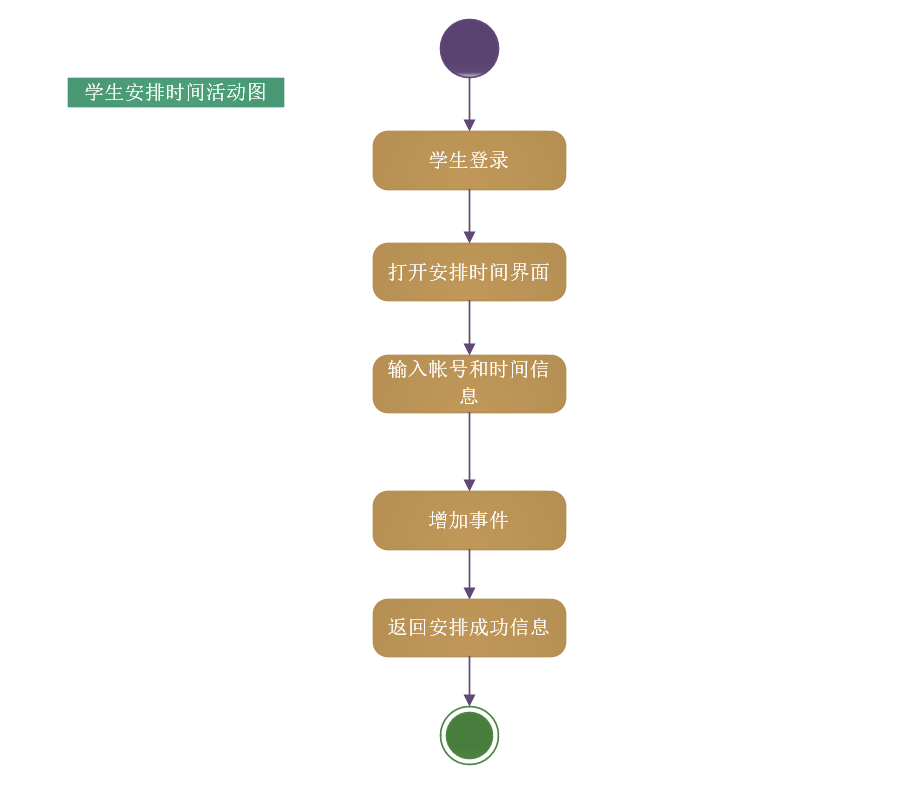 学生安排时间活动图
学生登录
打开安排时间界面
输入帐号和时间信
息
增加事件
返回安排成功信息